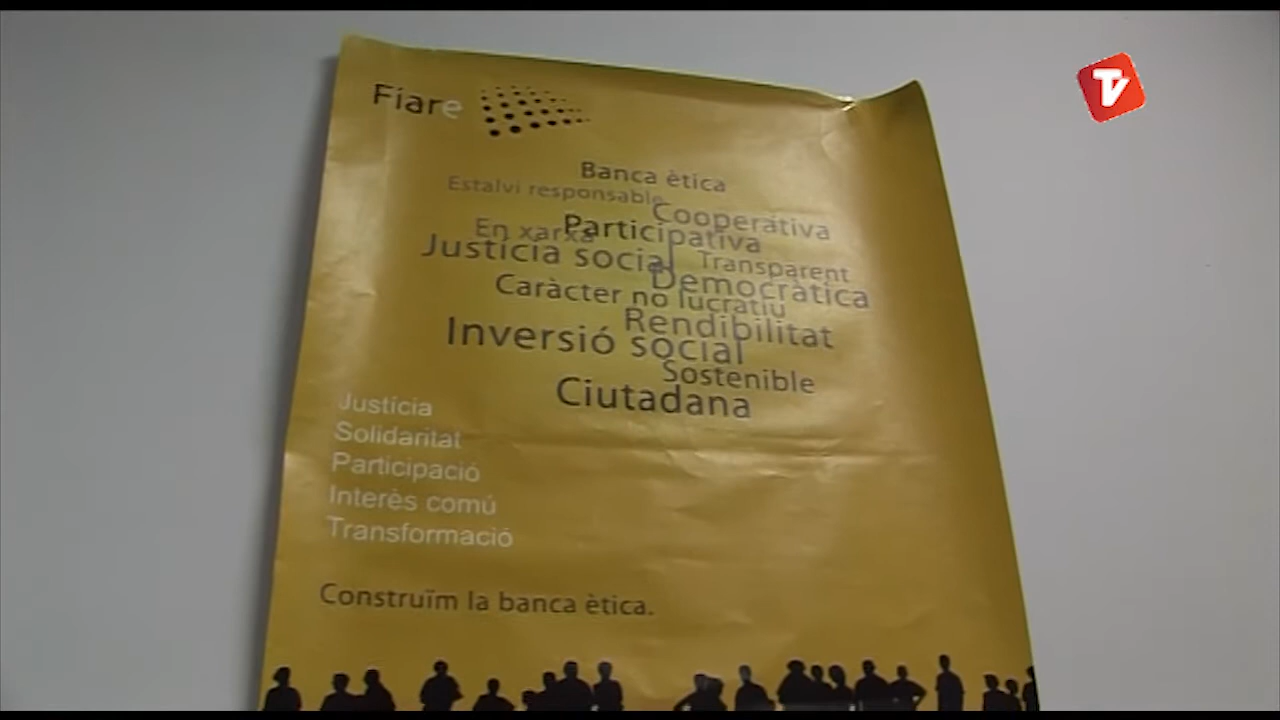 Fiare
TV
Banca ètica
Estalvi responsable
Cooperativa
Participativa
En xarxa
Justícia social
Transparent
Democràtica
Caràcter no lucratiu
Rendibilitat
Inversió social
Sostenible
Ciutadana
Justícia
Solidaritat
Participació
Interès comú
Transformació
Construïm la banca ètica.